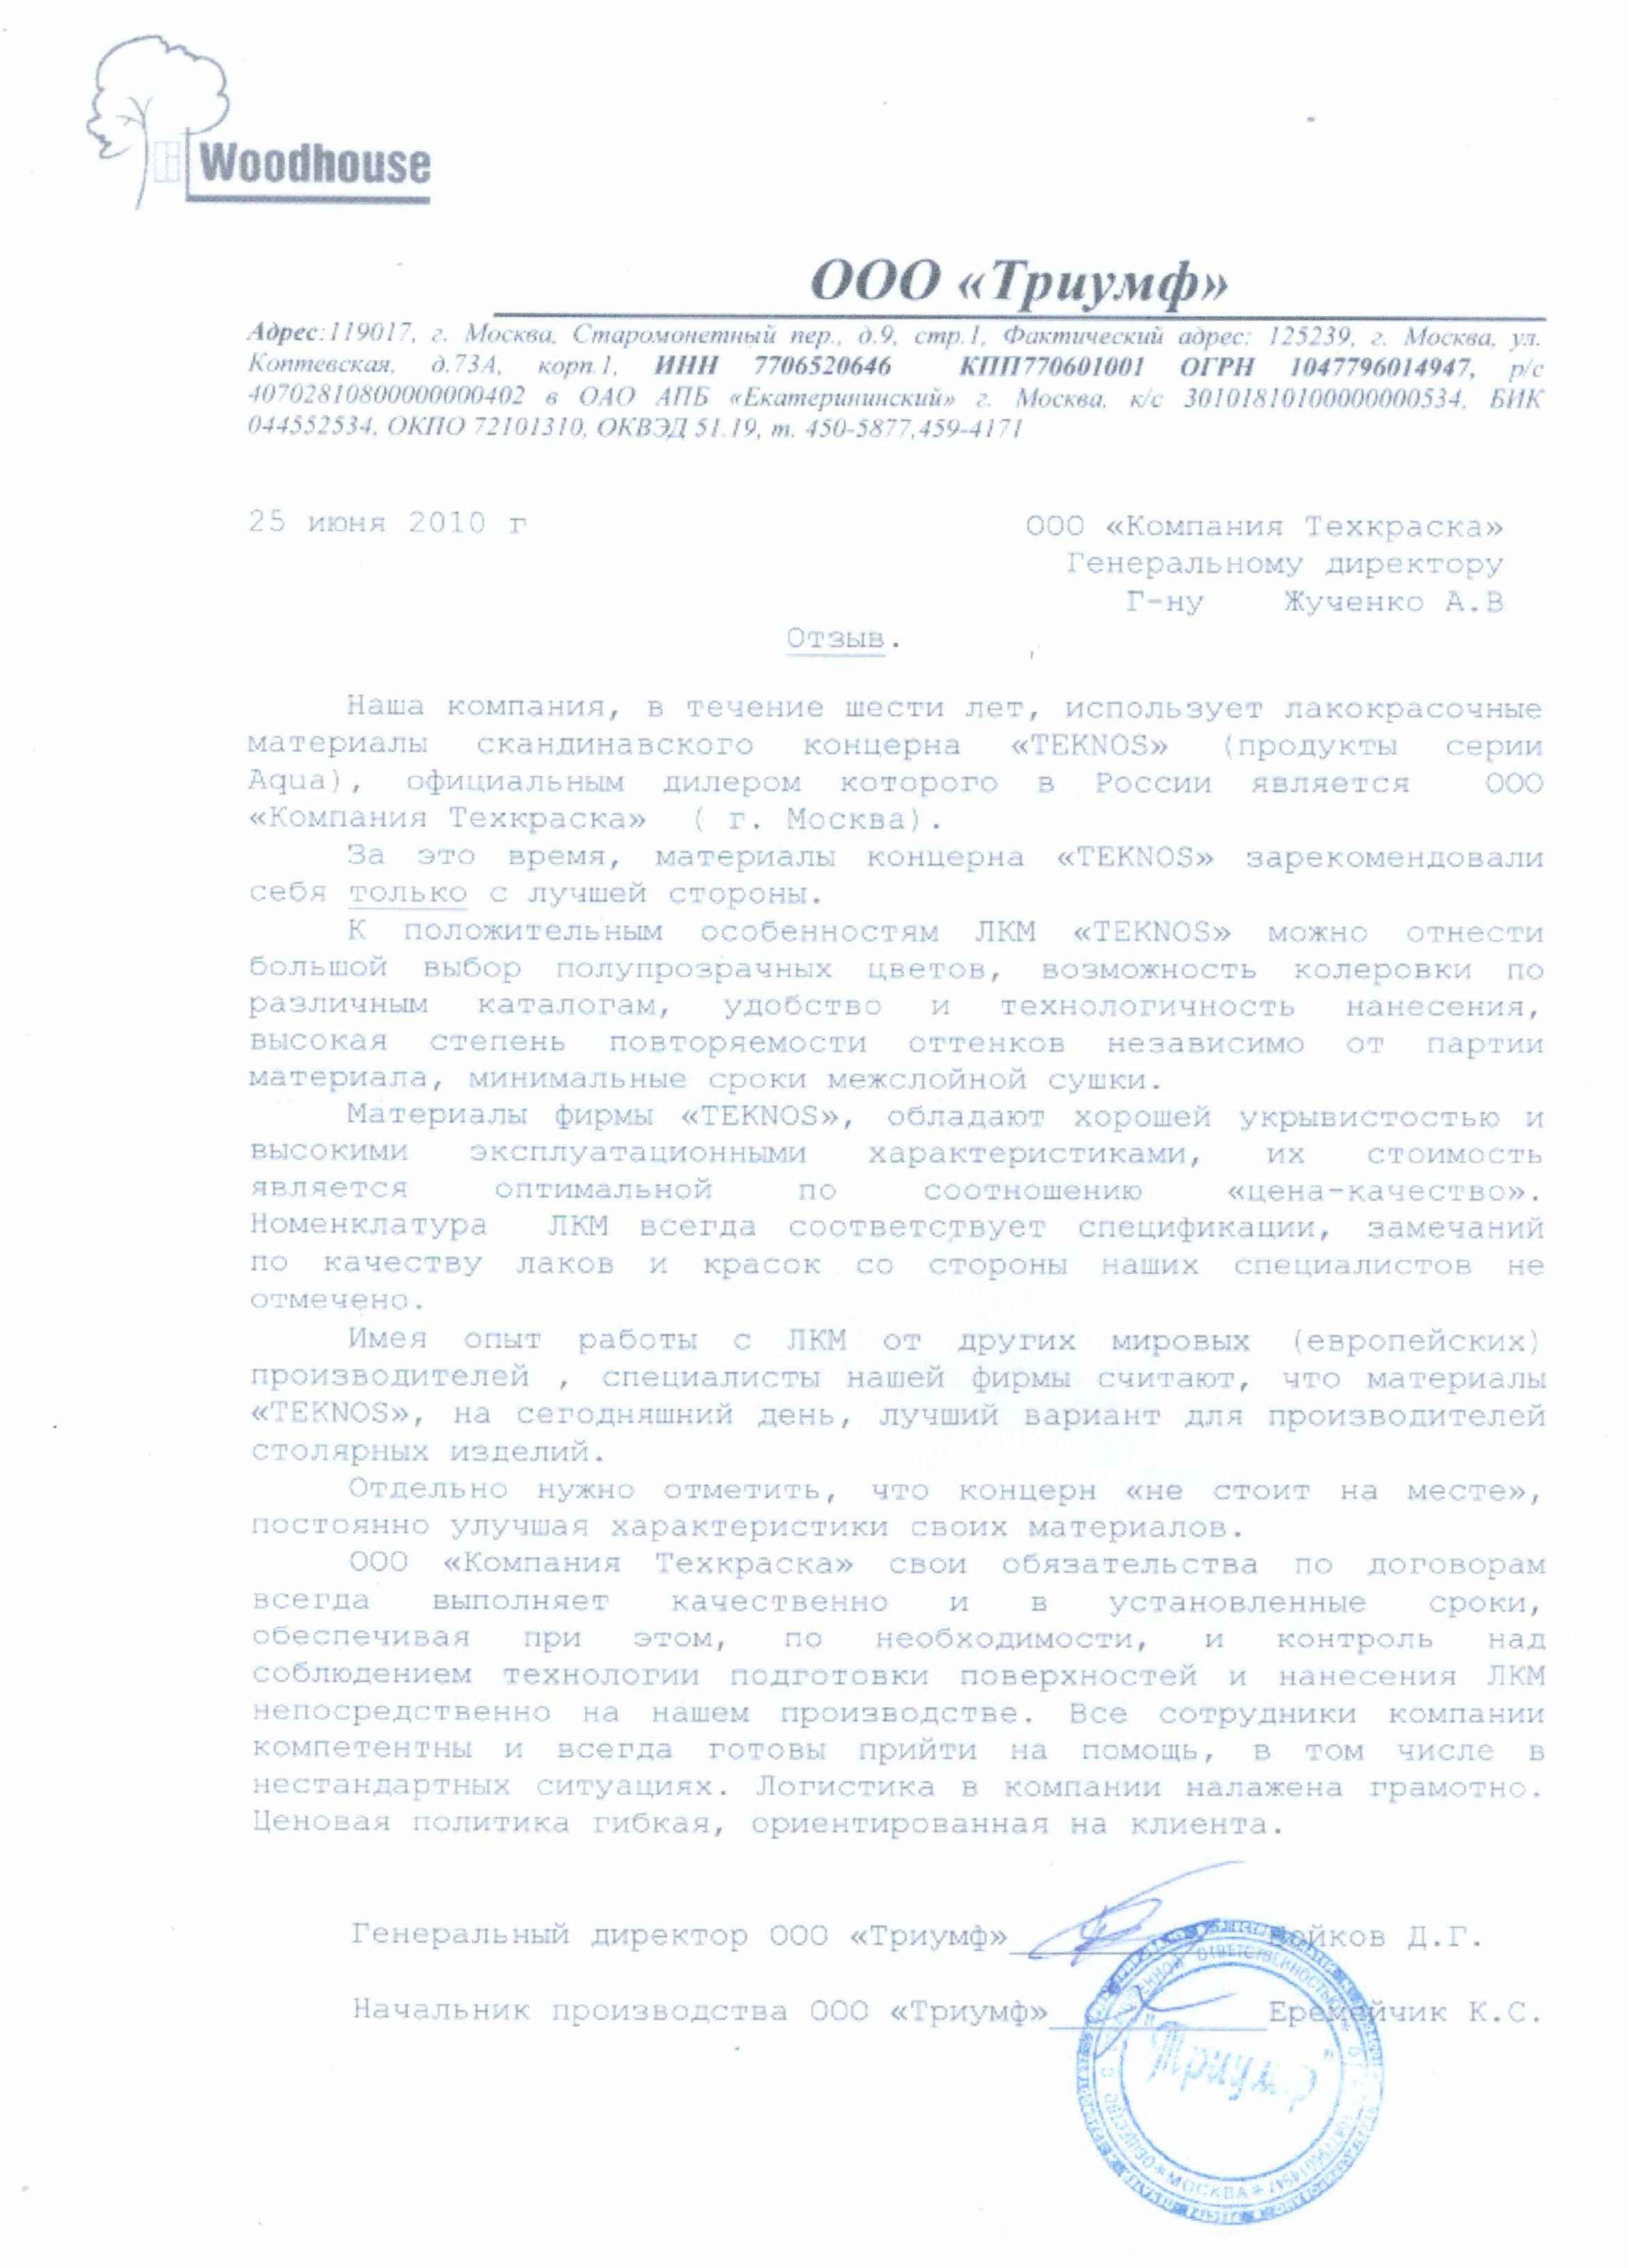 Woodhouse
ООО «Триумф»
Адрес:119017, г. Москва, Старомонетный пер., д.9, стр.1, Фактический адрес: 125239, г. Москва, ул.
Коптевская, д.73А, корп.1, ИНН 7706520646 КПП770601001 ОГРН 1047796014947, р/с
40702810800000000402 в ОАО АПБ «Екатерининский» г. Москва, к/с 30101810100000000534, БИК
044552534, ОКПО 72101310, ОКВЭД 51.19, т. 450-5877,459-4171
25 июня 2010 г
ООО «Компания Техкраска»
Генеральному директору
Г-ну Жученко А.В
Отзыв.
Наша компания, в течение шести лет, использует лакокрасочные
материалы скандинавского концерна «TEKNOS» (продукты серии
Aqua), официальным дилером которого в России является ООО
«Компания Техкраска» ( г. Москва).
За это время, материалы концерна «TEKNOS» зарекомендовали
себя только с лучшей стороны.
К положительным особенностям ЛКМ «TEKNOS» можно отнести
большой выбор полупрозрачных цветов, возможность колеровки по
различным каталогам, удобство и технологичность нанесения,
высокая степень повторяемости оттенков независимо от партии
материала, минимальные сроки межслойной сушки.
Материалы фирмы «TEKNOS», обладают хорошей укрывистостью и
высокими эксплуатационными характеристиками, их стоимость
является оптимальной по соотношению «цена-качество».
Номенклатура ЛКМ всегда соответствует спецификации, замечаний
по качеству лаков и красок со стороны наших специалистов не
отмечено.
Имея опыт работы с ЛКМ от других мировых (европейских)
производителей , специалисты нашей фирмы считают, что материалы
«TEKNOS», на сегодняшний день, лучший вариант для производителей
столярных изделий.
Отдельно нужно отметить, что концерн «не стоит на месте»,
постоянно улучшая характеристики своих материалов.
ООО «Компания Техкраска» свои обязательства по договорам
всегда выполняет качественно и в установленные сроки,
обеспечивая при этом, по необходимости, и контроль над
соблюдением технологии подготовки поверхностей и нанесения ЛКМ
непосредственно на нашем производстве. Все сотрудники компании
компетентны и всегда готовы прийти на помощь, в том числе в
нестандартных ситуациях. Логистика в компании налажена грамотно.
Ценовая политика гибкая, ориентированная на клиента.
Генеральный директор ООО «Триумф» Д.Г.
Начальник производства ООО «Триумф» Еремейчик К.С.
ОТВЕТСТВЕННОСТЬЮ
"Триумф"
ОБЩЕСТВО
* МОСКВА *